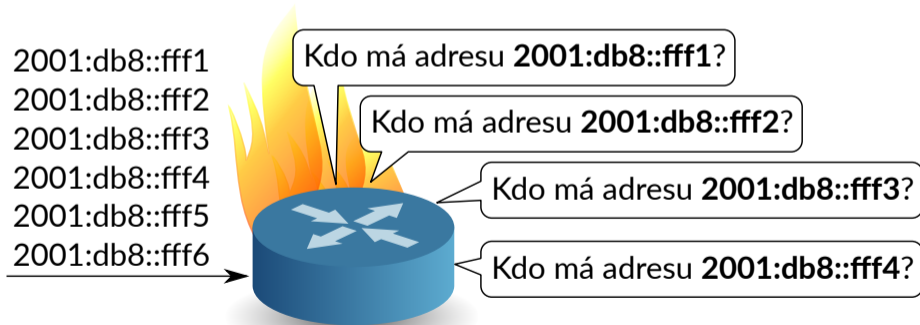 2001:db8::fff1
2001:db8::fff2
2001:db8::fff3
2001:db8::fff4
2001:db8::fff5
2001:db8::fff6
Kdo má adresu 2001:db8::fff1?
Kdo má adresu 2001:db8::fff2?
Kdo má adresu 2001:db8::fff3?
Kdo má adresu 2001:db8::fff4?